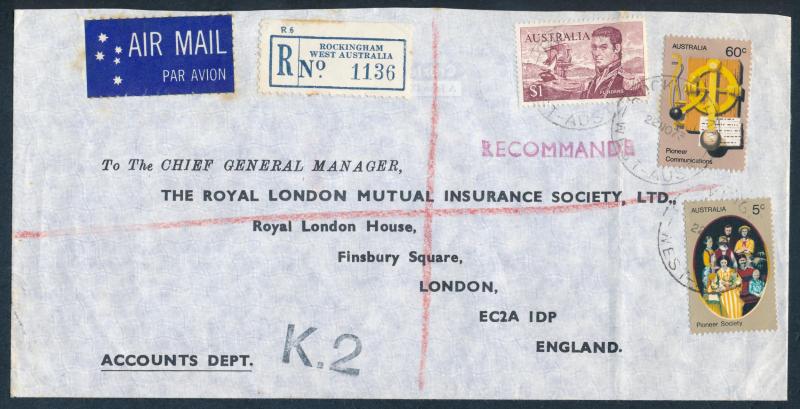 AIR MAIL
PAR AVION
R.6
ROCKINGHAM
WEST AUSTRALIA
R No 1136
AUSTRALIA
$1
FLINDERS
AUSTRALIA 60c
Pioneer
Communications
RECOMMANDE
To The CHIEF GENERAL MANAGER,
THE ROYAL LONDON MUTUAL INSURANCE SOCIETY, LTD.,
Royal London House,
Finsbury Square,
LONDON,
EC2A 1DP
ENGLAND.
AUSTRALIA 5c
Pioneer Society
ACCOUNTS DEPT.
K.2